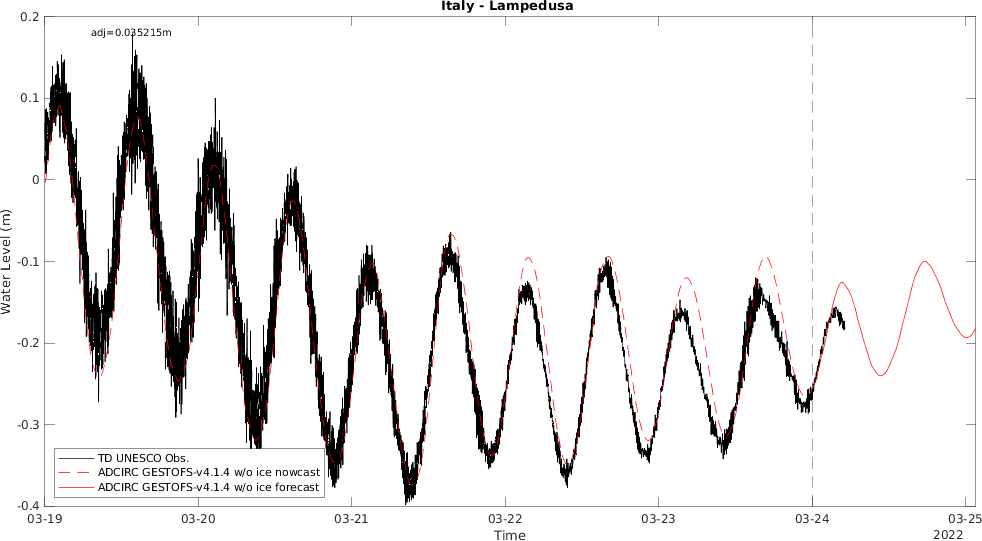 Italy - Lampedusa
adj=0.035215m
0.2
0.1
0
-0.1
-0.2
-0.3
-0.4
Water Level (m)
TD UNESCO Obs.
ADCIRC GESTOFS-v4.1.4 w/o ice nowcast
ADCIRC GESTOFS-v4.1.4 w/o ice forecast
03-19 03-20 03-21 03-22 03-23 03-24 03-25
Time
2022